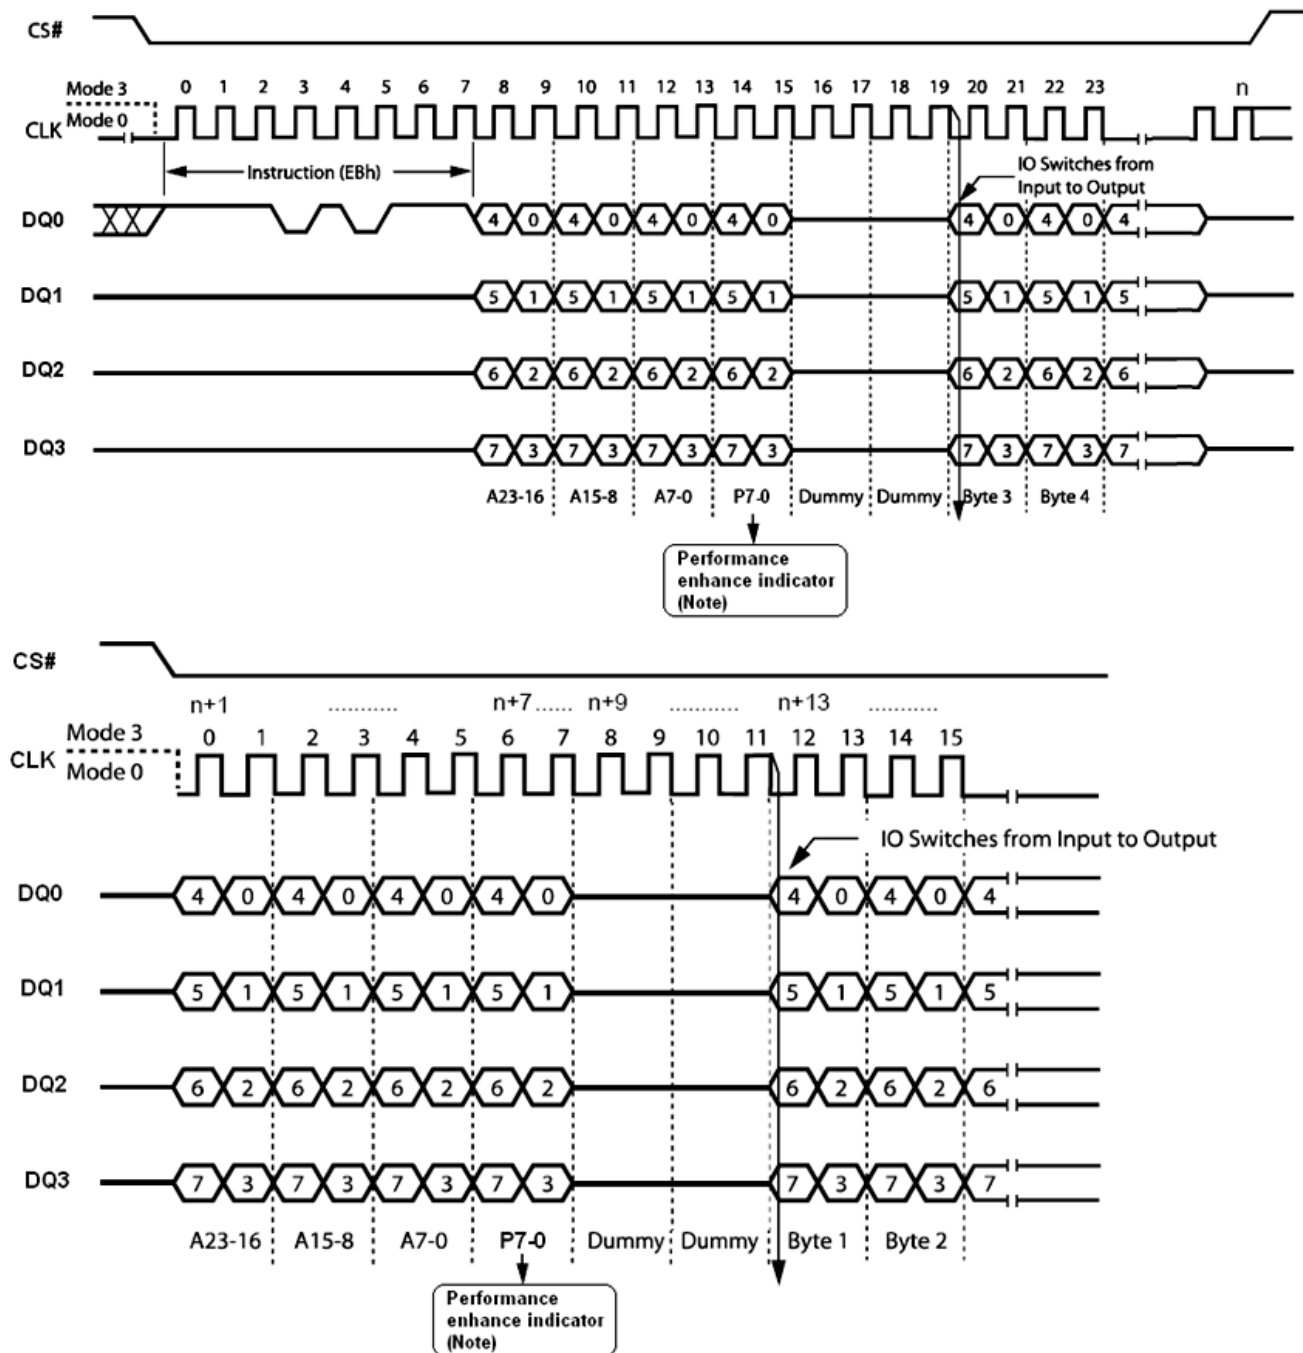 CS#
0 1 2 3 4 5 6 7 8 9 10 11 12 13 14 15 16 17 18 19 20 21 22 23 n
Mode 3
Mode 0
CLK
Instruction (EBh)
IO Switches from
Input to Output
DQ0 4 0 4 0 4 0 4 0 4 0 4 0 4
DQ1 5 1 5 1 5 1 5 1 5 1 5 1 5
DQ2 6 2 6 2 6 2 6 2 6 2 6 2 6
DQ3 7 3 7 3 7 3 7 3 7 3 7 3 7
A23-16 A15-8 A7-0 P7-0 Dummy Dummy Byte 3 Byte 4
Performance
enhance indicator
(Note)
CS#
n+1 ............ n+7 ...... n+9 ............ n+13 ............
Mode 3 0 1 2 3 4 5 6 7 8 9 10 11 12 13 14 15
CLK
Mode 0
IO Switches from Input to Output
DQ0 4 0 4 0 4 0 4 0 4 0 4 0 4
DQ1 5 1 5 1 5 1 5 1 5 1 5 1 5
DQ2 6 2 6 2 6 2 6 2 6 2 6 2 6
DQ3 7 3 7 3 7 3 7 3 7 3 7 3 7
A23-16 A15-8 A7-0 P7-0 Dummy Dummy Byte 1 Byte 2
Performance
enhance indicator
(Note)